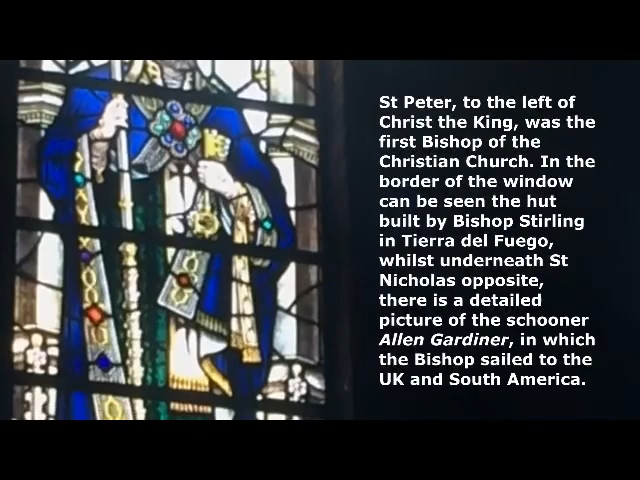 St Peter, to the left of
Christ the King, was the
first Bishop of the
Christian Church. In the
border of the window
can be seen the hut
built by Bishop Stirling
in Tierra del Fuego,
whilst underneath St
Nicholas opposite,
there is a detailed
picture of the schooner
Allen Gardiner, in which
the Bishop sailed to the
UK and South America.